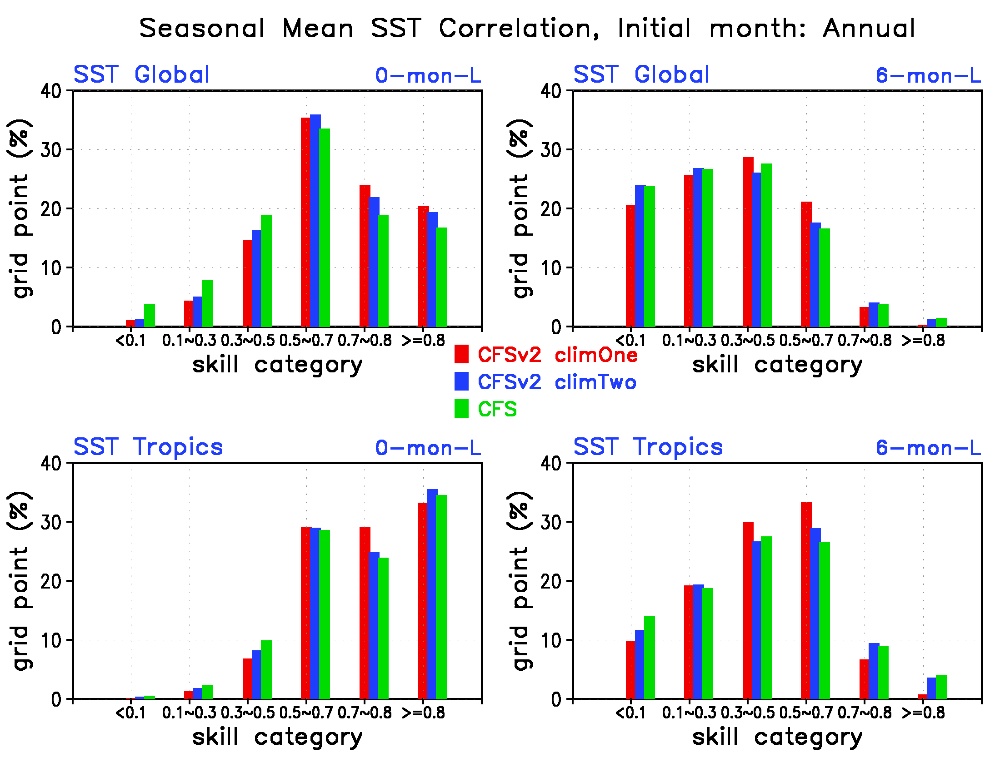 Seasonal Mean SST Correlation, Initial month: Annual
SST Global 0-mon-L
40
30
20
10
0
grid point (%)
<0.1 0.1~0.3 0.3~0.5 0.5~0.7 0.7~0.8 >=0.8
skill category
SST Global 6-mon-L
40
30
20
10
0
grid point (%)
<0.1 0.1~0.3 0.3~0.5 0.5~0.7 0.7~0.8 >=0.8
skill category
CFSv2 climOne
CFSv2 climTwo
CFS
SST Tropics 0-mon-L
40
30
20
10
0
grid point (%)
<0.1 0.1~0.3 0.3~0.5 0.5~0.7 0.7~0.8 >=0.8
skill category
SST Tropics 6-mon-L
40
30
20
10
0
grid point (%)
<0.1 0.1~0.3 0.3~0.5 0.5~0.7 0.7~0.8 >=0.8
skill category